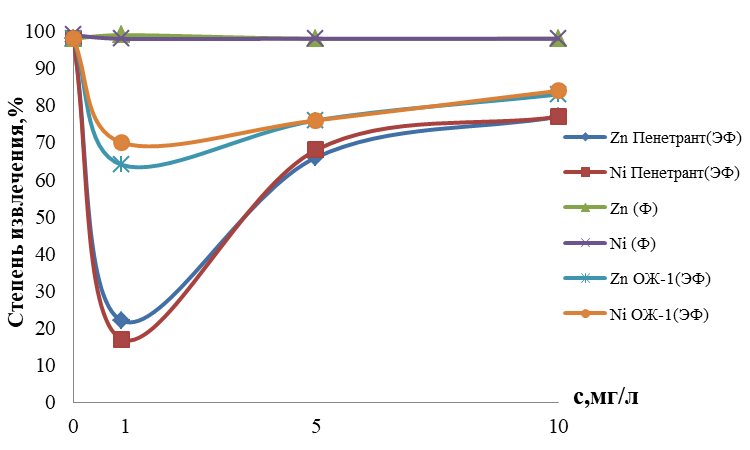 Степень извлечения,%
100
90
80
70
60
50
40
30
20
10
0
0 1 5 10
с,мг/л
Zn Пенетрант(ЭФ)
Ni Пенетрант(ЭФ)
Zn (Ф)
Ni (Ф)
Zn ОЖ-1(ЭФ)
Ni ОЖ-1(ЭФ)